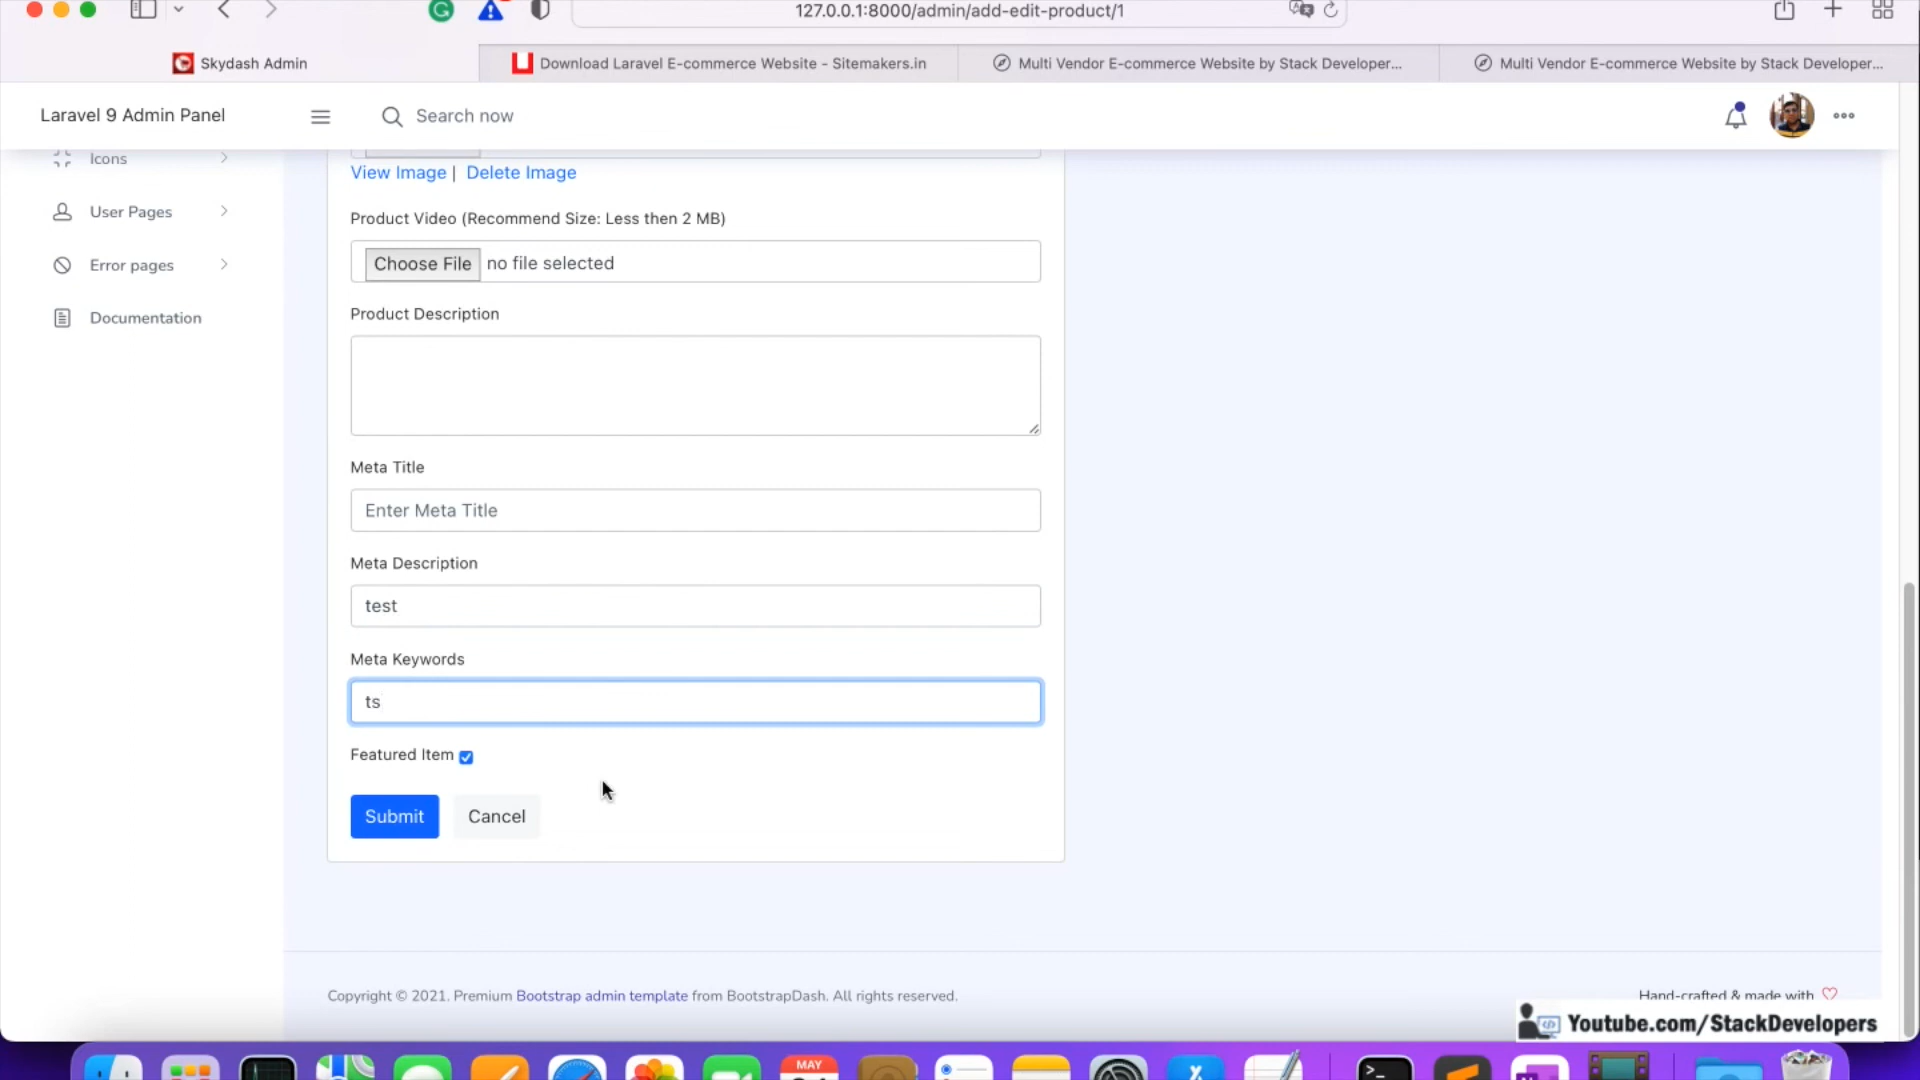 127.0.0.1:8000/admin/add-edit-product/1
Skydash Admin
Download Laravel E-commerce Website - Sitemakers.in
Multi Vendor E-commerce Website by Stack Developer...
Multi Vendor E-commerce Website by Stack Developer...
Laravel 9 Admin Panel
Search now
Icons
View Image | Delete Image
User Pages
Product Video (Recommend Size: Less then 2 MB)
Error pages
Choose File no file selected
Documentation
Product Description
Meta Title
Enter Meta Title
Meta Description
test
Meta Keywords
ts
Featured Item
Submit
Cancel
Copyright © 2021. Premium Bootstrap admin template from BootstrapDash. All rights reserved.
Hand-crafted & made with
Youtube.com/StackDevelopers
MAY